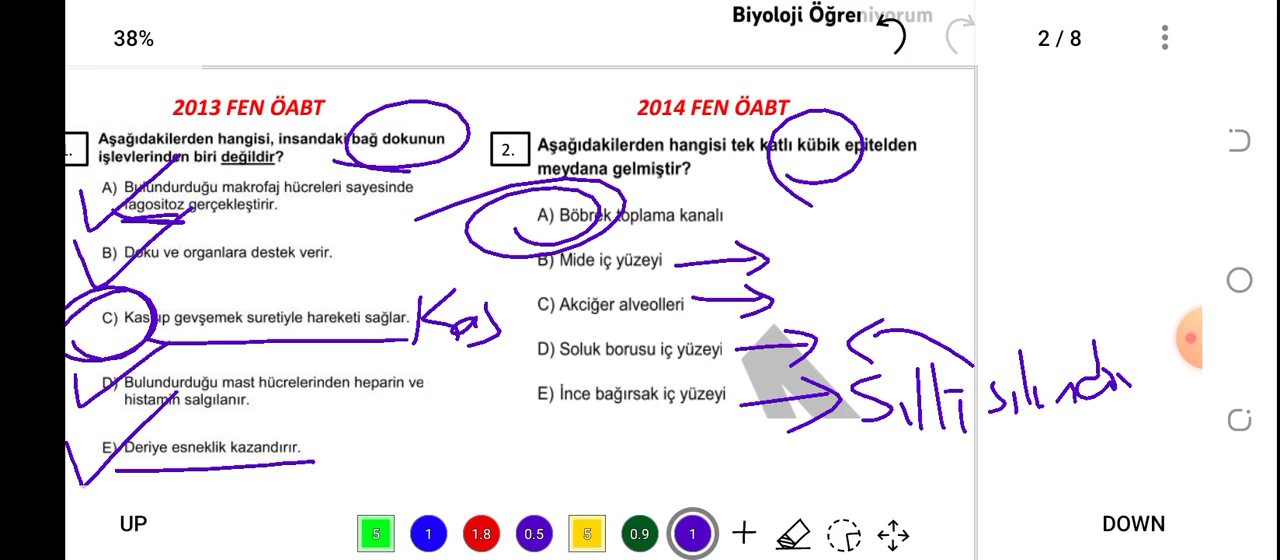 Biyoloji Öğreniyorum
38%
2 / 8
2013 FEN ÖABT
1.
Aşağıdakilerden hangisi, insandaki bağ dokunun
işlevlerinden biri değildir?
A) Bulundurduğu makrofaj hücreleri sayesinde
fagositoz gerçekleştirir.
B) Doku ve organlara destek verir.
C) Kasılıp gevşemek suretiyle hareketi sağlar.
Kas
D) Bulundurduğu mast hücrelerinden heparin ve
histamin salgılanır.
E) Deriye esneklik kazandırır.
2014 FEN ÖABT
2.
Aşağıdakilerden hangisi tek katlı kübik epitelden
meydana gelmiştir?
A) Böbrek toplama kanalı
B) Mide iç yüzeyi
C) Akciğer alveolleri
D) Soluk borusu iç yüzeyi
E) İnce bağırsak iç yüzeyi
UP
5
1
1.8
0.5
5
0.9
1
DOWN